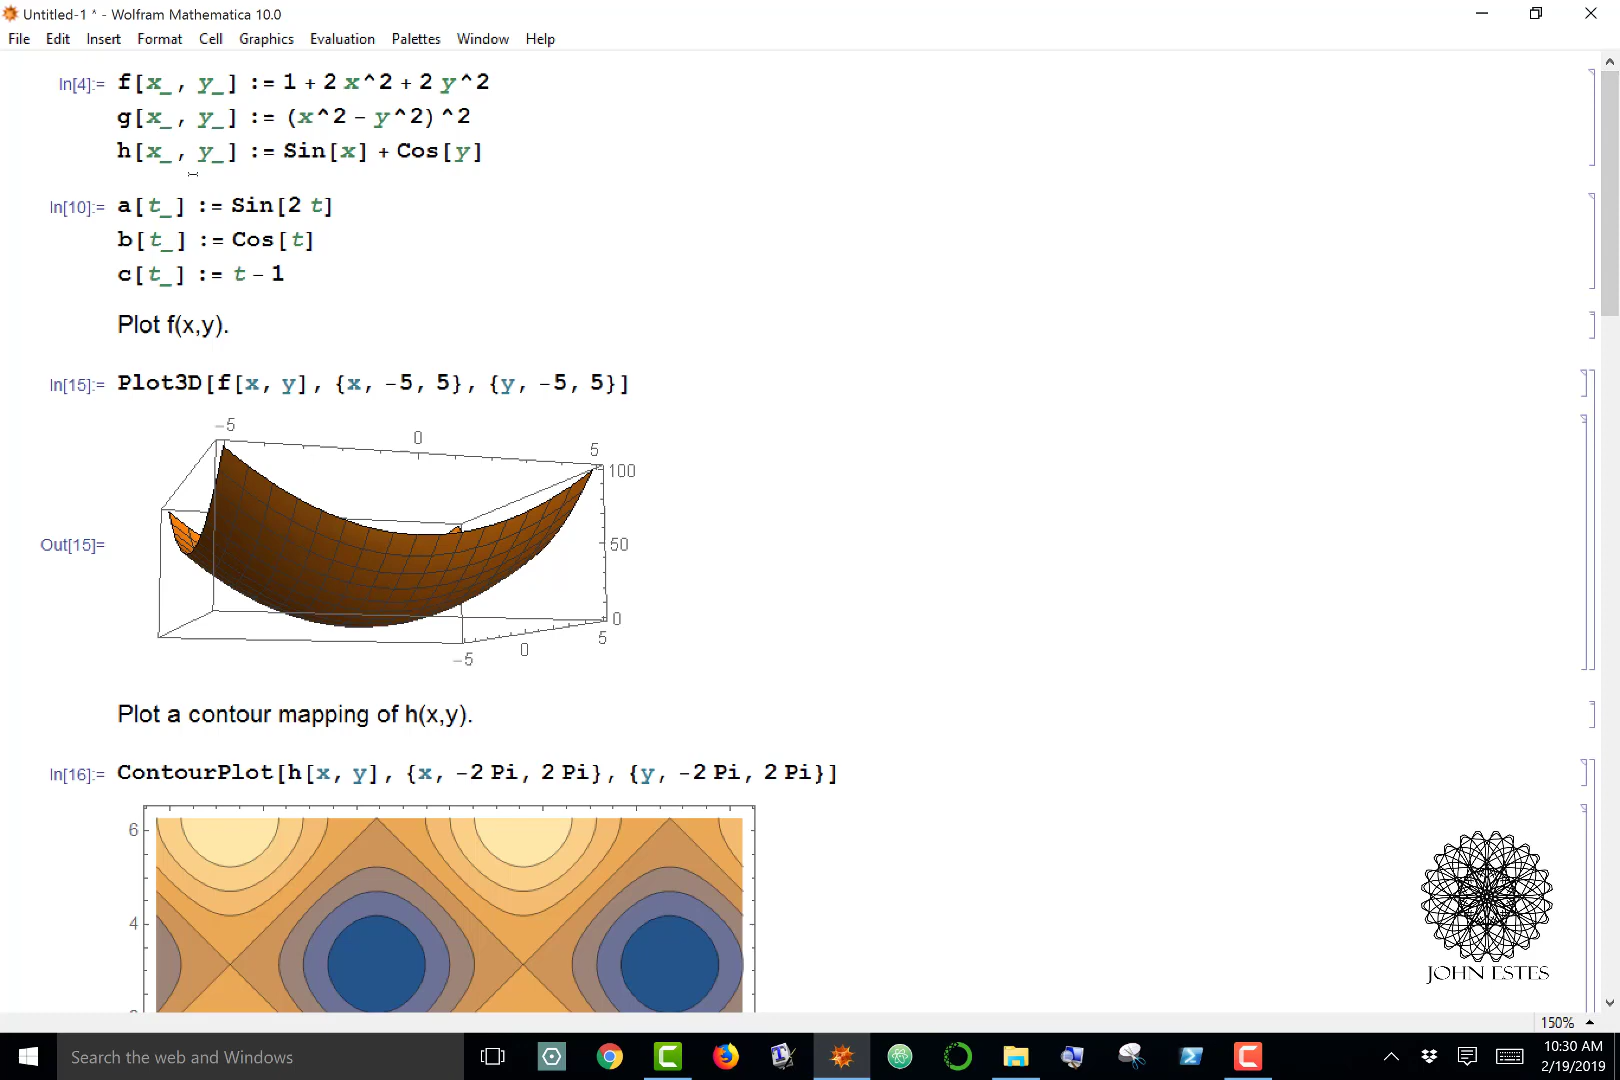 Untitled-1 * - Wolfram Mathematica 10.0
File Edit Insert Format Cell Graphics Evaluation Palettes Window Help
In[4]:= f[x_, y_] := 1 + 2 x^2 + 2 y^2
g[x_, y_] := (x^2 - y^2)^2
h[x_, y_] := Sin[x] + Cos[y]
In[10]:= a[t_] := Sin[2 t]
b[t_] := Cos[t]
c[t_] := t - 1
Plot f(x,y).
In[15]:= Plot3D[f[x, y], {x, -5, 5}, {y, -5, 5}]
-5
0
5
100
Out[15]=
50
0
5
0
-5
Plot a contour mapping of h(x,y).
In[16]:= ContourPlot[h[x, y], {x, -2 Pi, 2 Pi}, {y, -2 Pi, 2 Pi}]
6
4
JOHN ESTES
150%
Search the web and Windows
10:30 AM
2/19/2019